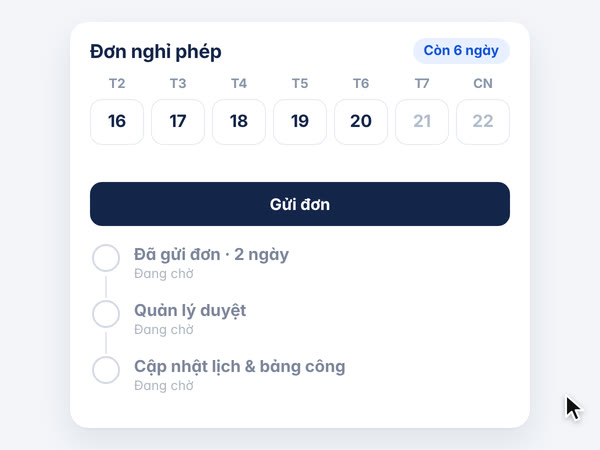 Đơn nghỉ phép
Còn 6 ngày
T2 T3 T4 T5 T6 T7 CN
16 17 18 19 20 21 22
Gửi đơn
Đã gửi đơn · 2 ngày
Đang chờ
Quản lý duyệt
Đang chờ
Cập nhật lịch & bảng công
Đang chờ